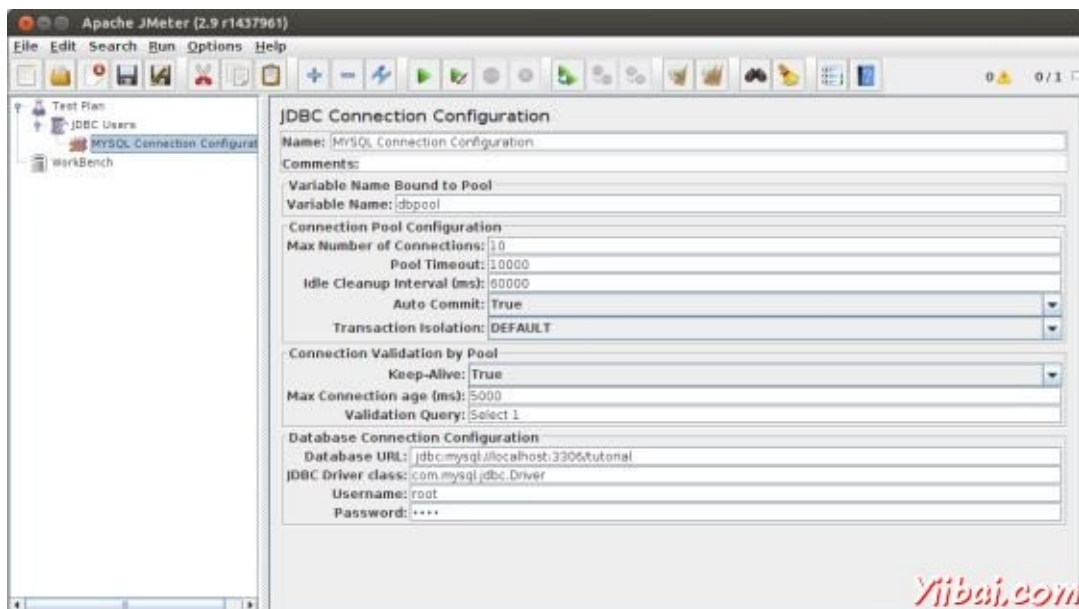 Apache JMeter (2.9 r1437961)
File Edit Search Run Options Help
0 0/1
Test Plan
JDBC Users
MYSQL Connection Configurat
WorkBench
JDBC Connection Configuration
Name: MYSQL Connection Configuration
Comments:
Variable Name Bound to Pool
Variable Name: dbpool
Connection Pool Configuration
Max Number of Connections: 10
Pool Timeout: 10000
Idle Cleanup Interval (ms): 60000
Auto Commit: True
Transaction Isolation: DEFAULT
Connection Validation by Pool
Keep-Alive: True
Max Connection age (ms): 5000
Validation Query: Select 1
Database Connection Configuration
Database URL: jdbc:mysql://localhost:3306/tutorial
JDBC Driver class: com.mysql.jdbc.Driver
Username: root
Password: ••••
Yiibai.com